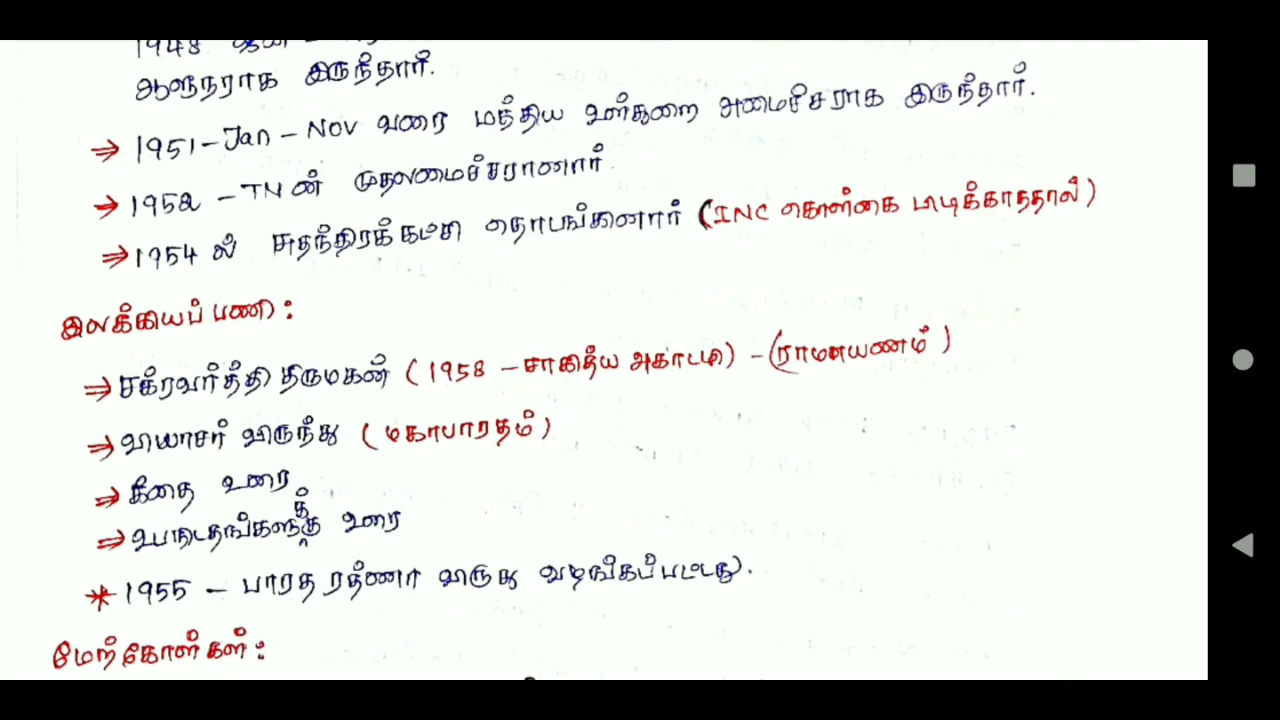 1948 ஜூன்
ஆளுநராக இருந்தார்.
⇒ 1951 - Jan - Nov வரை மத்திய உள்துறை அமைச்சராக இருந்தார்.
⇒ 1952 - TN ன் முதலமைச்சரானார்.
⇒ 1954 ல் சுதந்திரக்கட்சி தொடங்கினார் (INC கொள்கை பிடிக்காததால்)
இலக்கியப் பணி :
⇒ சக்ரவர்த்தி திருமகன் (1958 - சாகித்ய அகாடமி) - (ராமாயணம்)
⇒ வியாசர் விருந்து (மகாபாரதம்)
⇒ கீதை உரை
⇒ உபநிடதங்களுக்கு உரை
* 1955 - பாரத ரத்ணா விருது வழங்கப்பட்டது.
மேற்கோள்கள் :